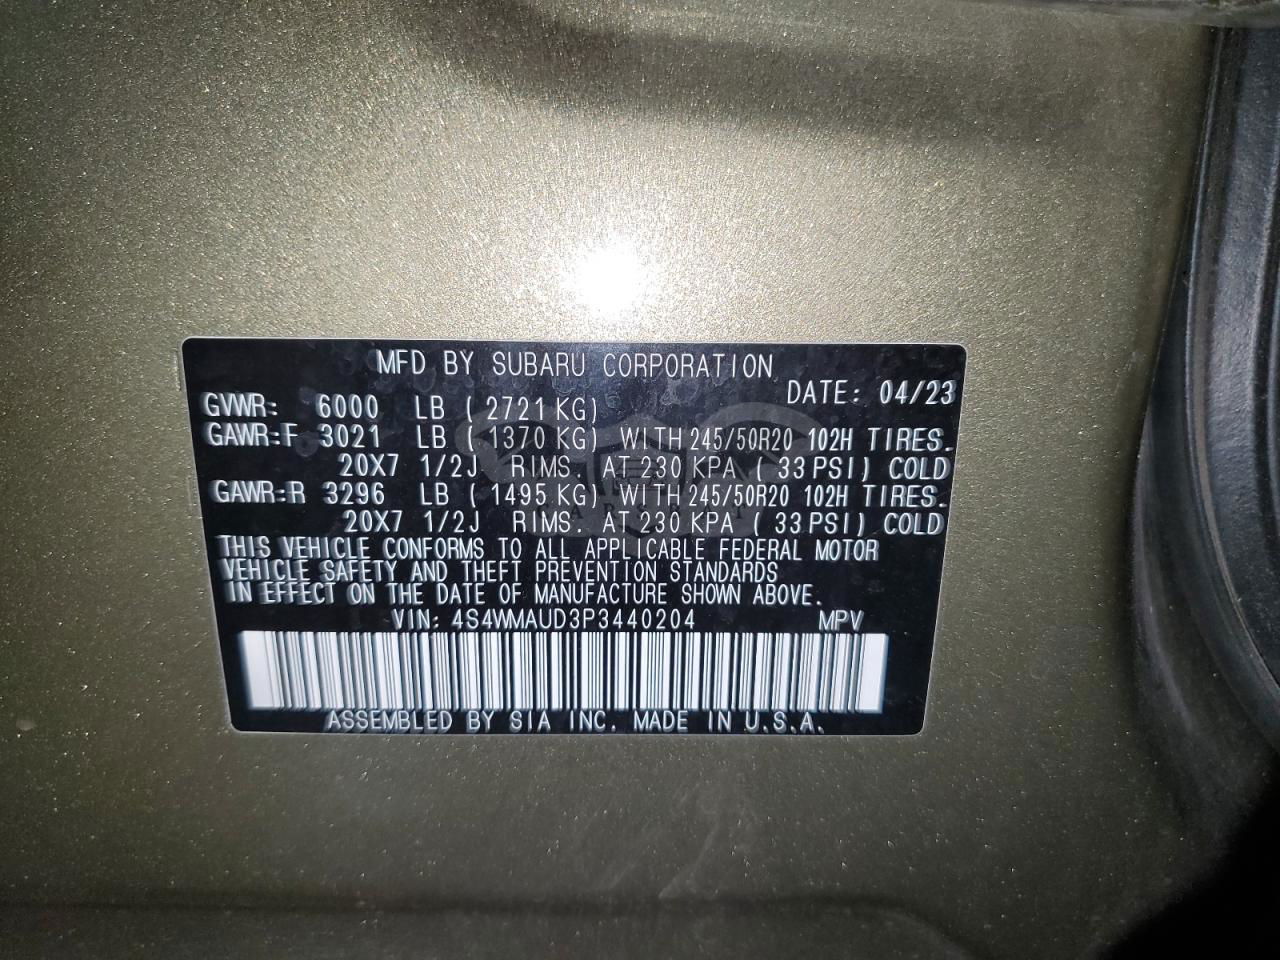 MFD BY SUBARU CORPORATION
DATE: 04/23
GVWR: 6000 LB ( 2721 KG)
GAWR:F 3021 LB ( 1370 KG) WITH 245/50R20 102H TIRES.
20X7 1/2J RIMS. AT 230 KPA ( 33 PSI) COLD
GAWR:R 3296 LB ( 1495 KG) WITH 245/50R20 102H TIRES.
20X7 1/2J RIMS. AT 230 KPA ( 33 PSI) COLD
THIS VEHICLE CONFORMS TO ALL APPLICABLE FEDERAL MOTOR
VEHICLE SAFETY AND THEFT PREVENTION STANDARDS
IN EFFECT ON THE DATE OF MANUFACTURE SHOWN ABOVE.
VIN: 4S4WMAUD3P3440204 MPV
ASSEMBLED BY SIA INC. MADE IN U.S.A.